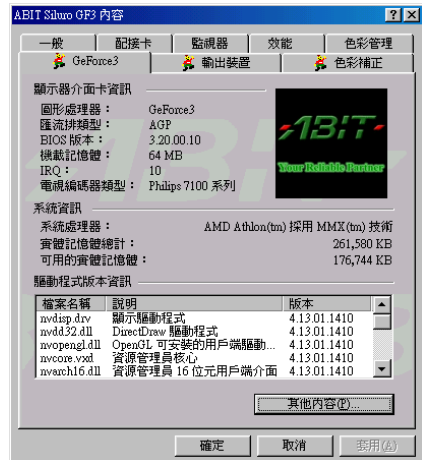 ABIT Siluro GF3 內容
一般 配接卡 監視器 效能 色彩管理
GeForce3 輸出裝置 色彩補正
顯示器介面卡資訊
圖形處理器： GeForce3
匯流排類型： AGP
BIOS 版本： 3.20.00.10
機載記憶體： 64 MB
IRQ： 10
電視編碼器類型： Philips 7100 系列
ABIT
Your Reliable Partner
系統資訊
系統處理器： AMD Athlon(tm) 採用 MMX(tm) 技術
實體記憶體總計： 261,580 KB
可用的實體記憶體： 176,744 KB
驅動程式版本資訊
檔案名稱 說明 版本
nvdisp.drv 顯示驅動程式 4.13.01.1410
nvdd32.dll DirectDraw 驅動程式 4.13.01.1410
nvopengl.dll OpenGL 可安裝的用戶端驅動... 4.13.01.1410
nvcore.vxd 資源管理員核心 4.13.01.1410
nvarch16.dll 資源管理員 16 位元用戶端介面 4.13.01.1410
其他內容(P)...
確定 取消 套用(A)